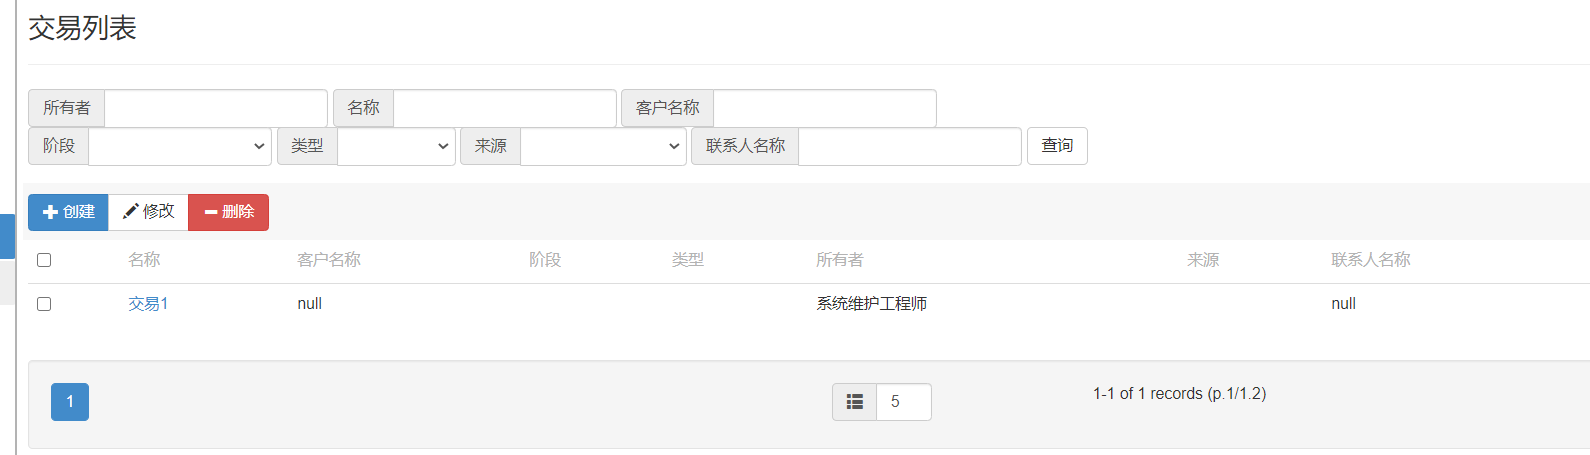 交易列表
所有者 名称 客户名称
阶段 类型 来源 联系人名称 查询
创建 修改 删除
名称 客户名称 阶段 类型 所有者 来源 联系人名称
交易1 null 系统维护工程师 null
1 5 1-1 of 1 records (p.1/1.2)